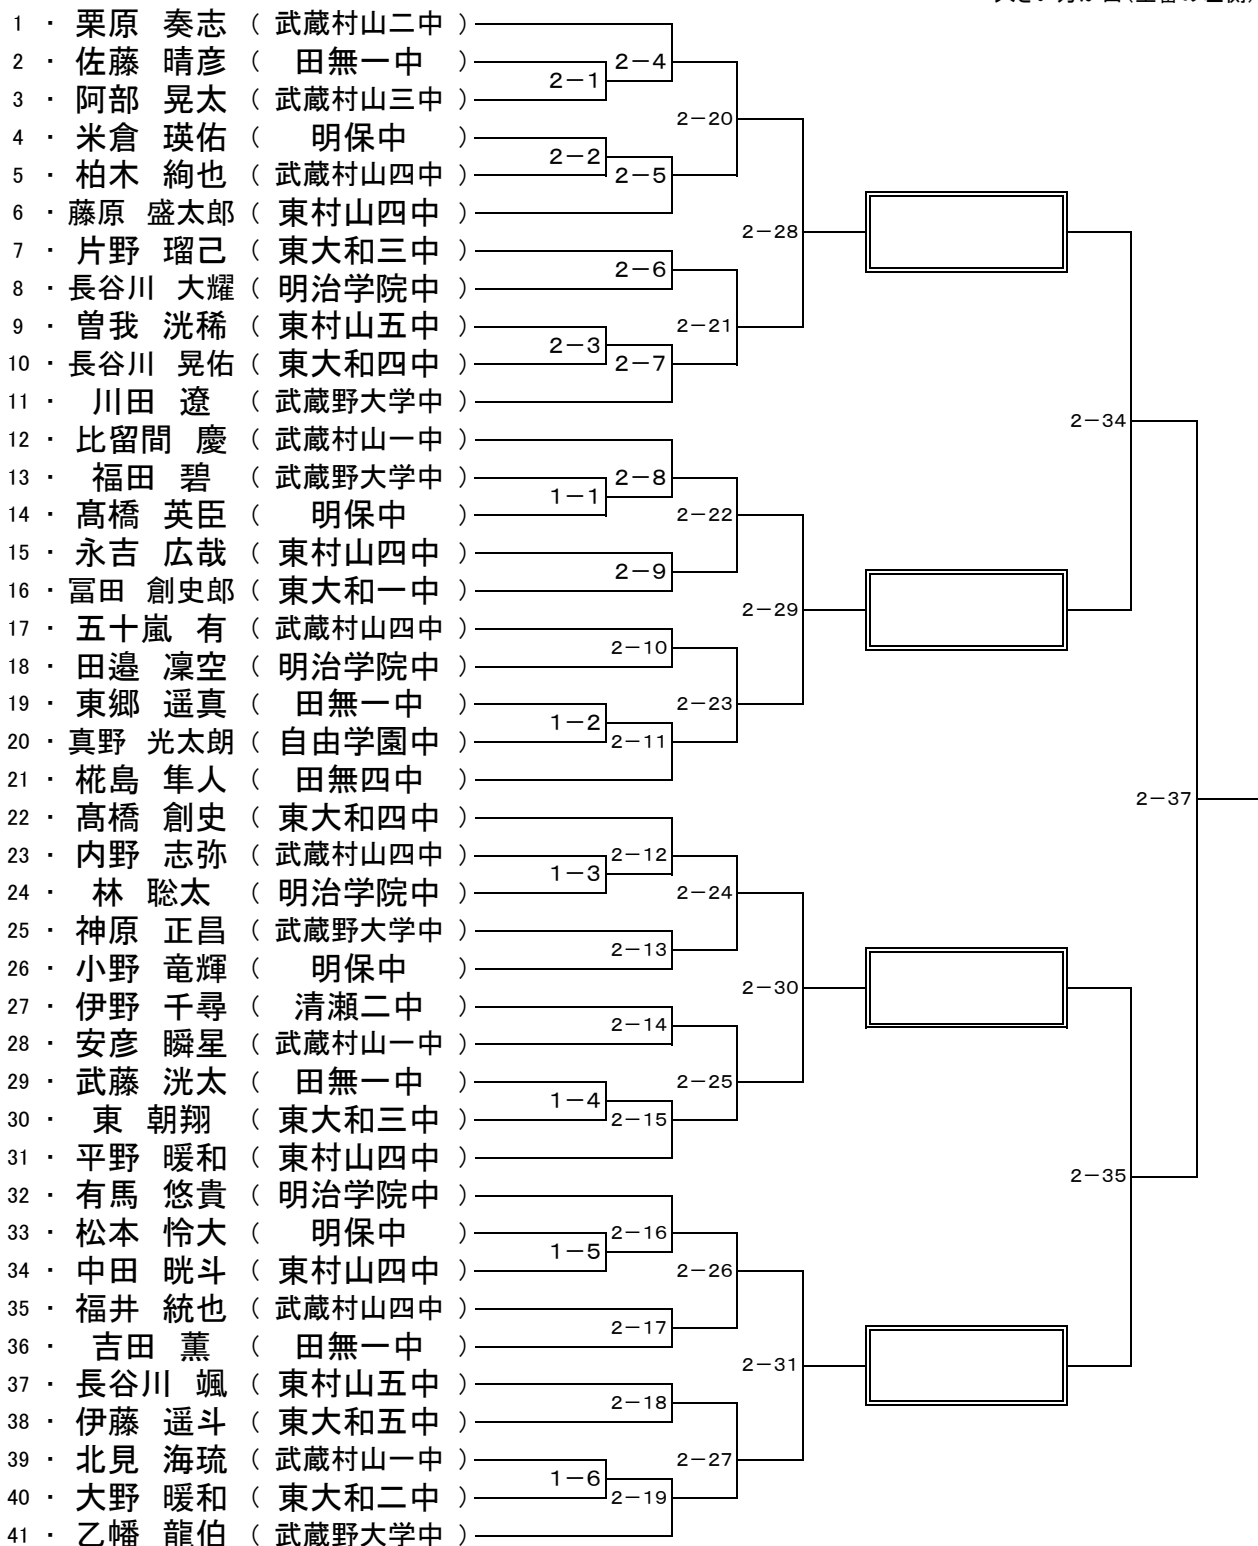 1 ・ 栗原 奏志 ( 武蔵村山二中 )
2 ・ 佐藤 晴彦 ( 田無一中 )
3 ・ 阿部 晃太 ( 武蔵村山三中 )
4 ・ 米倉 瑛佑 ( 明保中 )
5 ・ 柏木 絢也 ( 武蔵村山四中 )
6 ・ 藤原 盛太郎 ( 東村山四中 )
7 ・ 片野 瑠己 ( 東大和三中 )
8 ・ 長谷川 大耀 ( 明治学院中 )
9 ・ 曽我 洸稀 ( 東村山五中 )
10 ・ 長谷川 晃佑 ( 東大和四中 )
11 ・ 川田 遼 ( 武蔵野大学中 )
12 ・ 比留間 慶 ( 武蔵村山一中 )
13 ・ 福田 碧 ( 武蔵野大学中 )
14 ・ 髙橋 英臣 ( 明保中 )
15 ・ 永吉 広哉 ( 東村山四中 )
16 ・ 冨田 創史郎 ( 東大和一中 )
17 ・ 五十嵐 有 ( 武蔵村山四中 )
18 ・ 田邉 凜空 ( 明治学院中 )
19 ・ 東郷 遥真 ( 田無一中 )
20 ・ 真野 光太朗 ( 自由学園中 )
21 ・ 椛島 隼人 ( 田無四中 )
22 ・ 髙橋 創史 ( 東大和四中 )
23 ・ 内野 志弥 ( 武蔵村山四中 )
24 ・ 林 聡太 ( 明治学院中 )
25 ・ 神原 正昌 ( 武蔵野大学中 )
26 ・ 小野 竜輝 ( 明保中 )
27 ・ 伊野 千尋 ( 清瀬二中 )
28 ・ 安彦 瞬星 ( 武蔵村山一中 )
29 ・ 武藤 洸太 ( 田無一中 )
30 ・ 東 朝翔 ( 東大和三中 )
31 ・ 平野 暖和 ( 東村山四中 )
32 ・ 有馬 悠貴 ( 明治学院中 )
33 ・ 松本 怜大 ( 明保中 )
34 ・ 中田 晄斗 ( 東村山四中 )
35 ・ 福井 統也 ( 武蔵村山四中 )
36 ・ 吉田 薫 ( 田無一中 )
37 ・ 長谷川 颯 ( 東村山五中 )
38 ・ 伊藤 遥斗 ( 東大和五中 )
39 ・ 北見 海琉 ( 武蔵村山一中 )
40 ・ 大野 暖和 ( 東大和二中 )
41 ・ 乙幡 龍伯 ( 武蔵野大学中 )
2－1
2－2
2－3
1－1
1－2
1－3
1－4
1－5
1－6
2－4
2－5
2－6
2－7
2－8
2－9
2－10
2－11
2－12
2－13
2－14
2－15
2－16
2－17
2－18
2－19
2－20
2－21
2－22
2－23
2－24
2－25
2－26
2－27
2－28
2－29
2－30
2－31
2－34
2－35
2－37